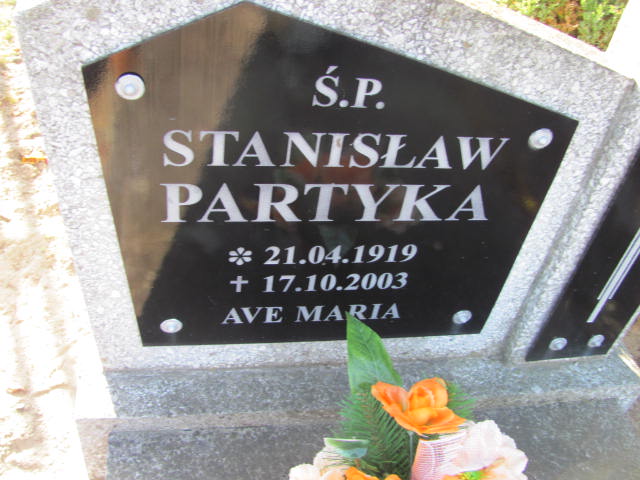 Ś.P.
STANISŁAW
PARTYKA
✽ 21.04.1919
✝ 17.10.2003
AVE MARIA